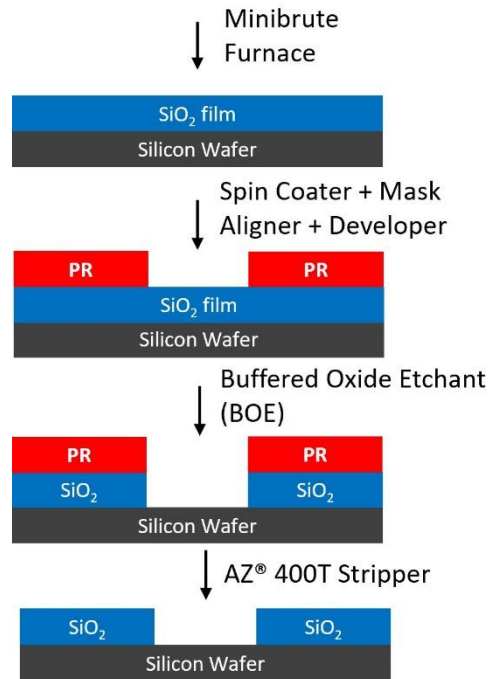 Minibrute
Furnace
SiO₂ film
Silicon Wafer
Spin Coater + Mask
Aligner + Developer
PR PR
SiO₂ film
Silicon Wafer
Buffered Oxide Etchant
(BOE)
PR PR
SiO₂ SiO₂
Silicon Wafer
AZ® 400T Stripper
SiO₂ SiO₂
Silicon Wafer